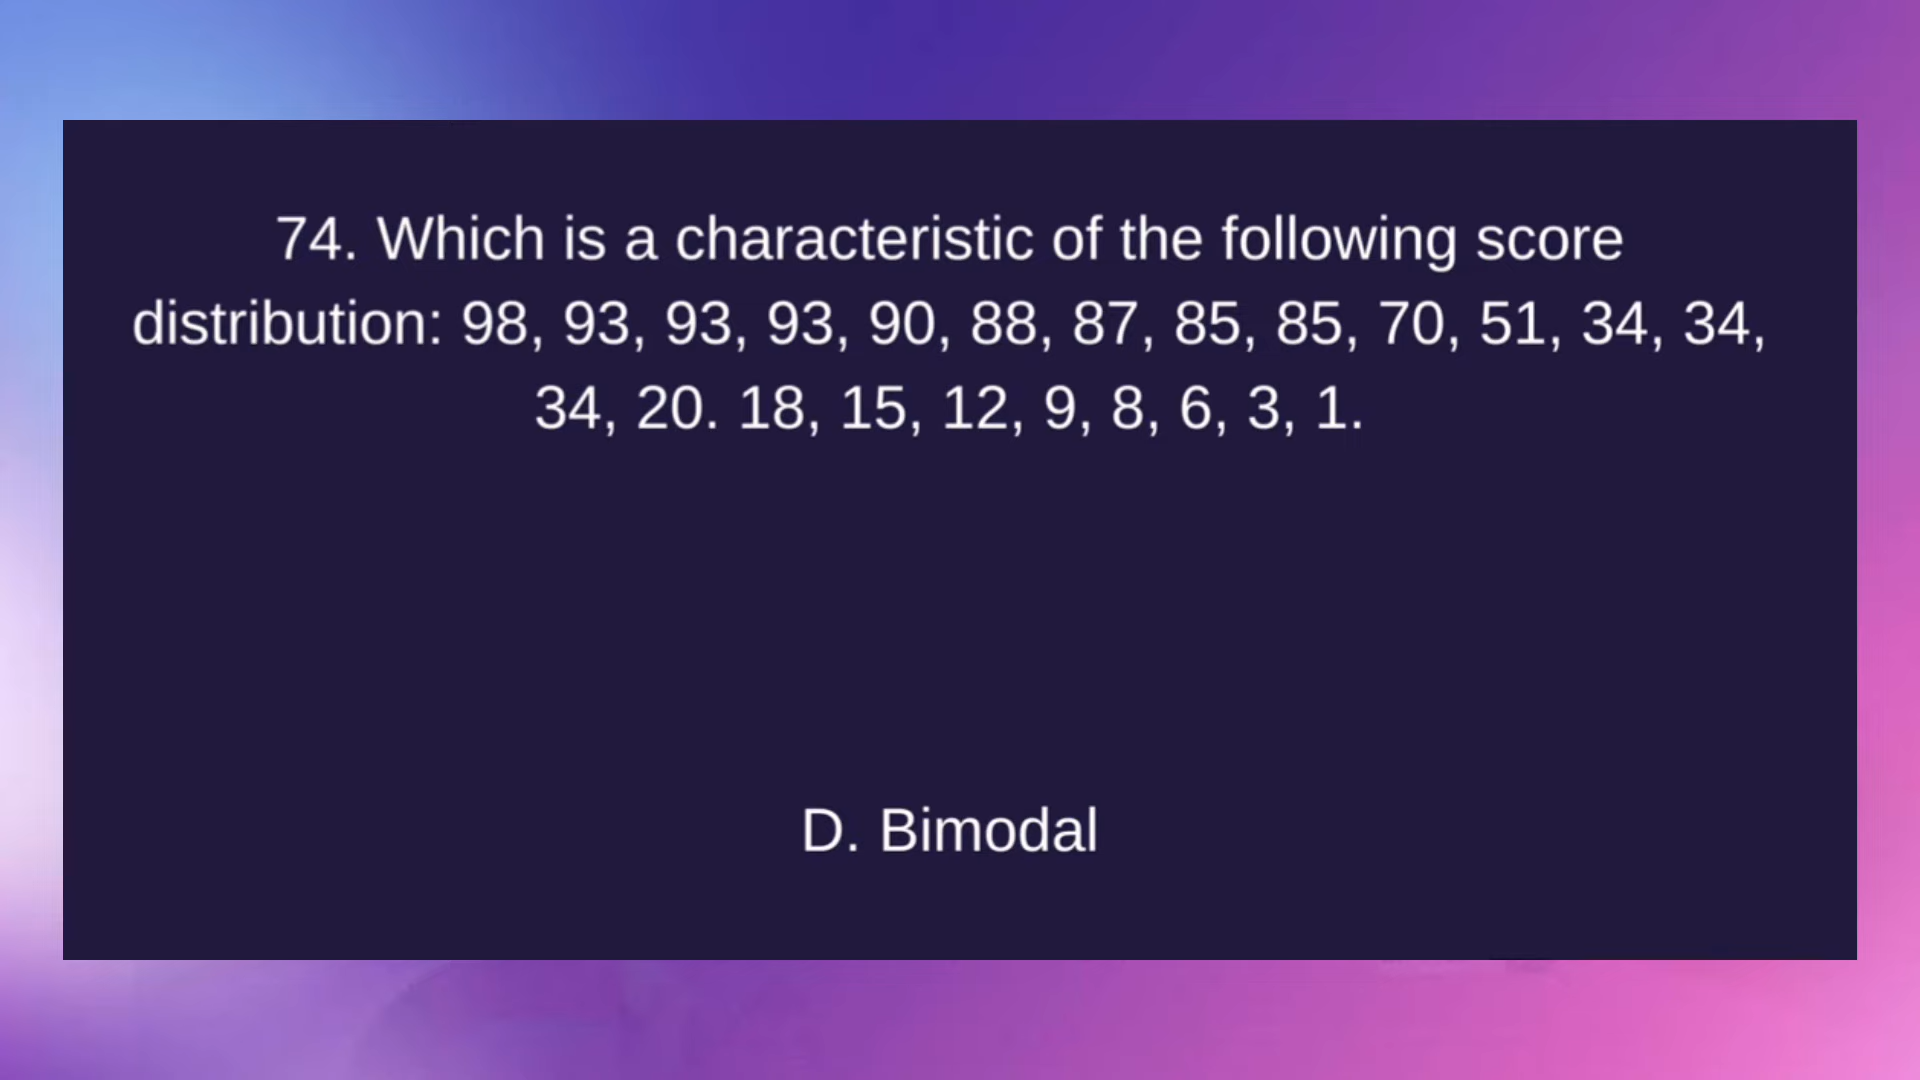 74. Which is a characteristic of the following score
distribution: 98, 93, 93, 93, 90, 88, 87, 85, 85, 70, 51, 34, 34,
34, 20. 18, 15, 12, 9, 8, 6, 3, 1.
D. Bimodal